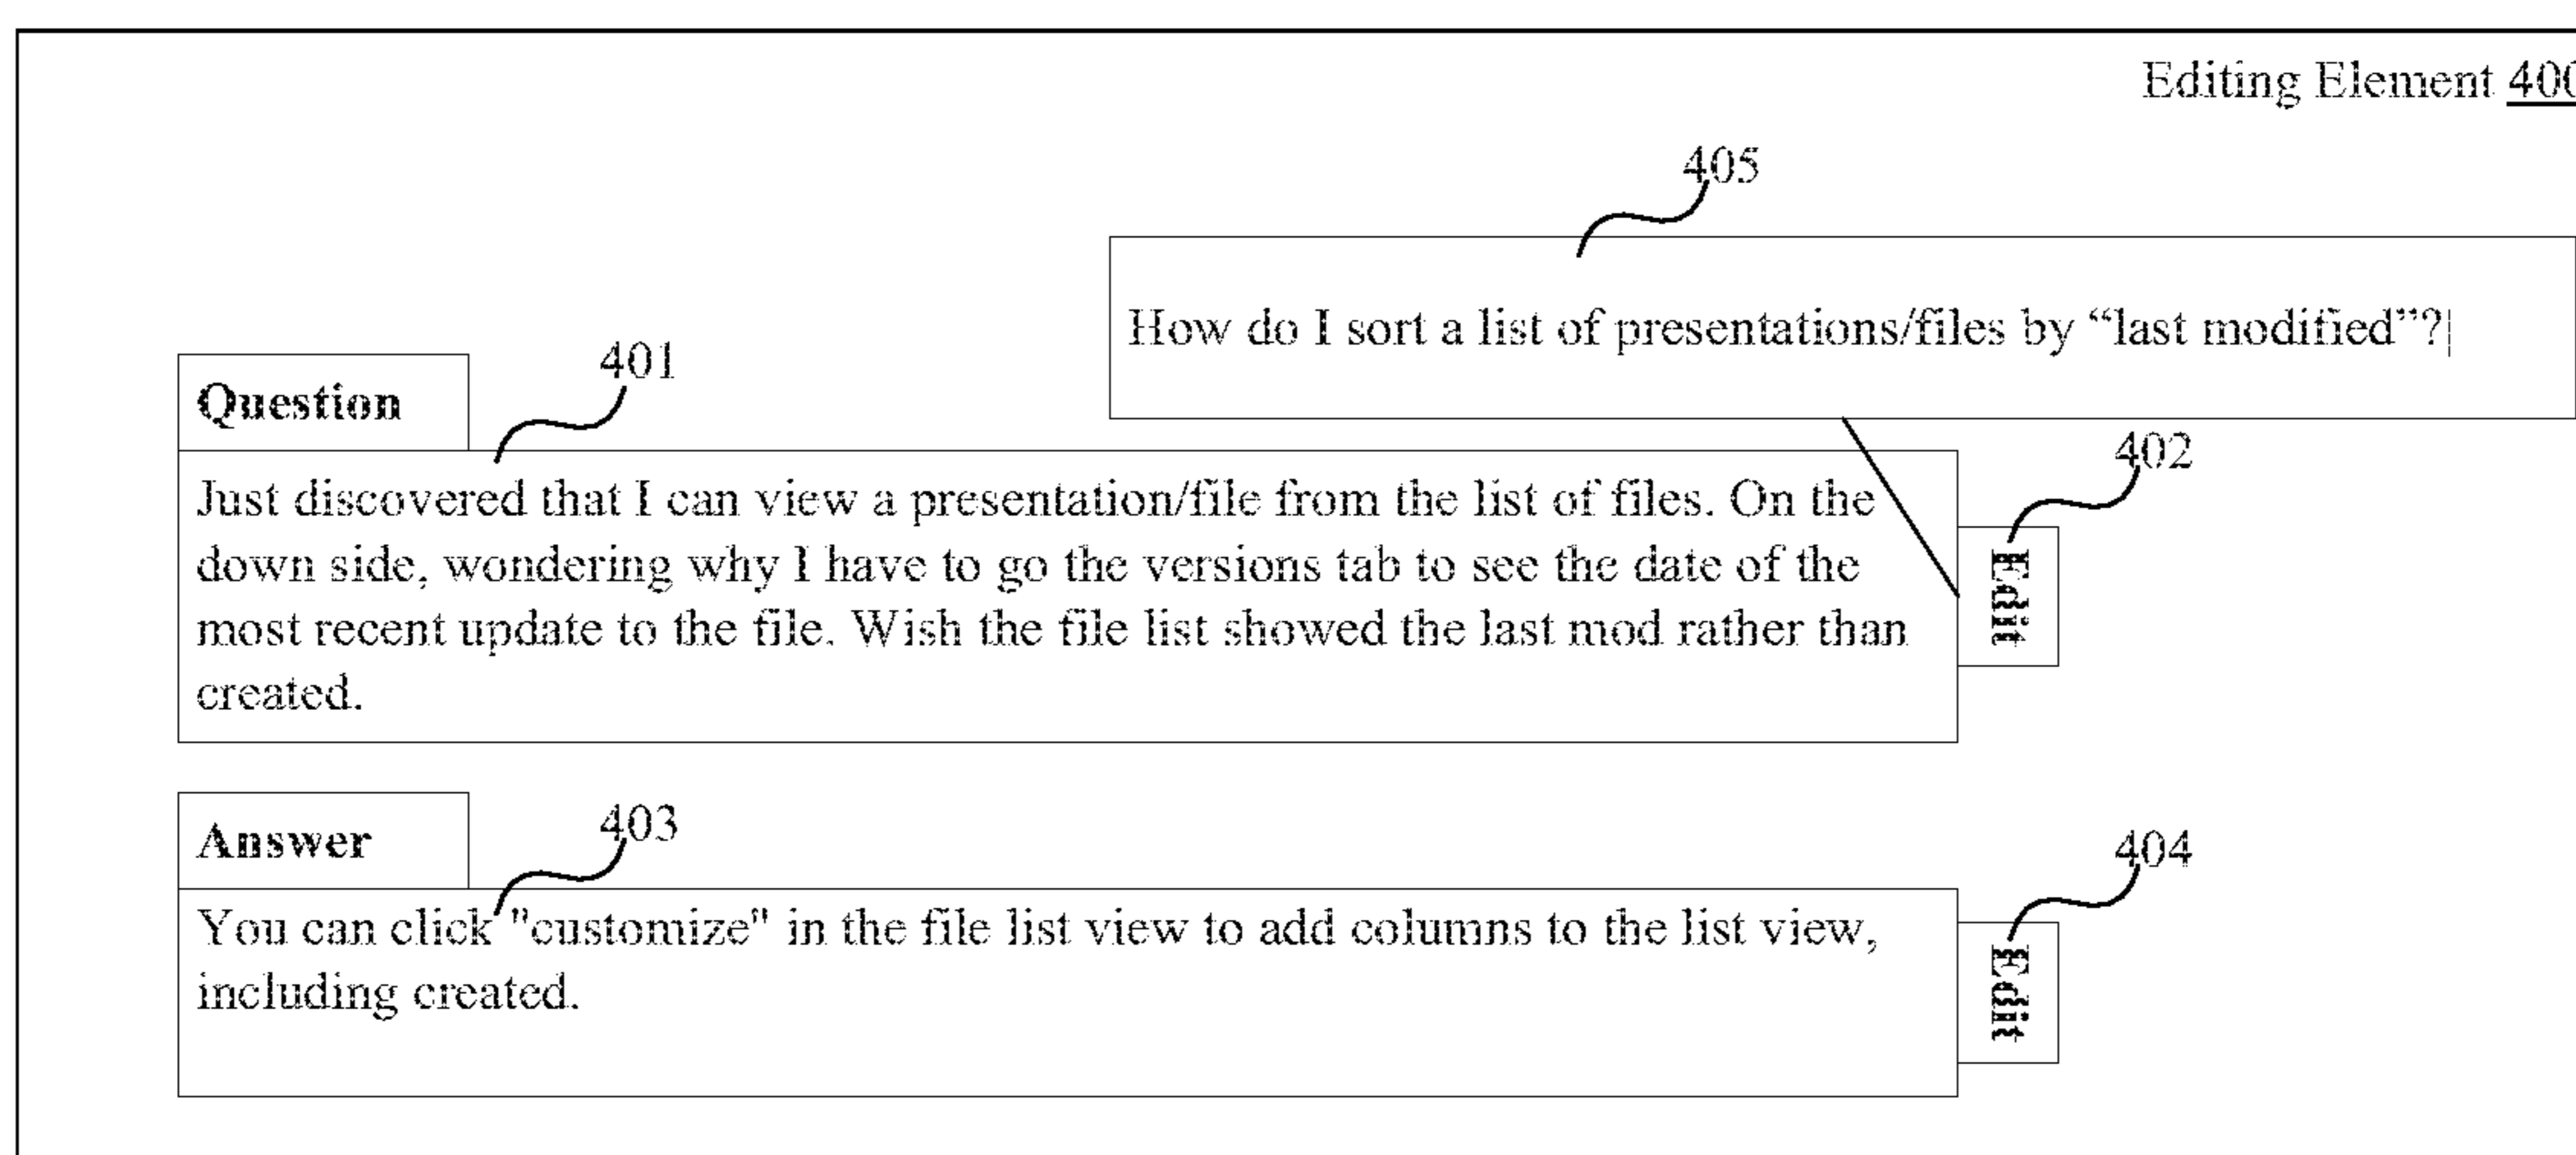 Editing Element 400
405
How do I sort a list of presentations/files by “last modified”?
401
Question
402
Just discovered that I can view a presentation/file from the list of files. On the
down side, wondering why I have to go the versions tab to see the date of the
most recent update to the file. Wish the file list showed the last mod rather than
created.
Edit
403
Answer
404
You can click "customize" in the file list view to add columns to the list view,
including created.
Edit